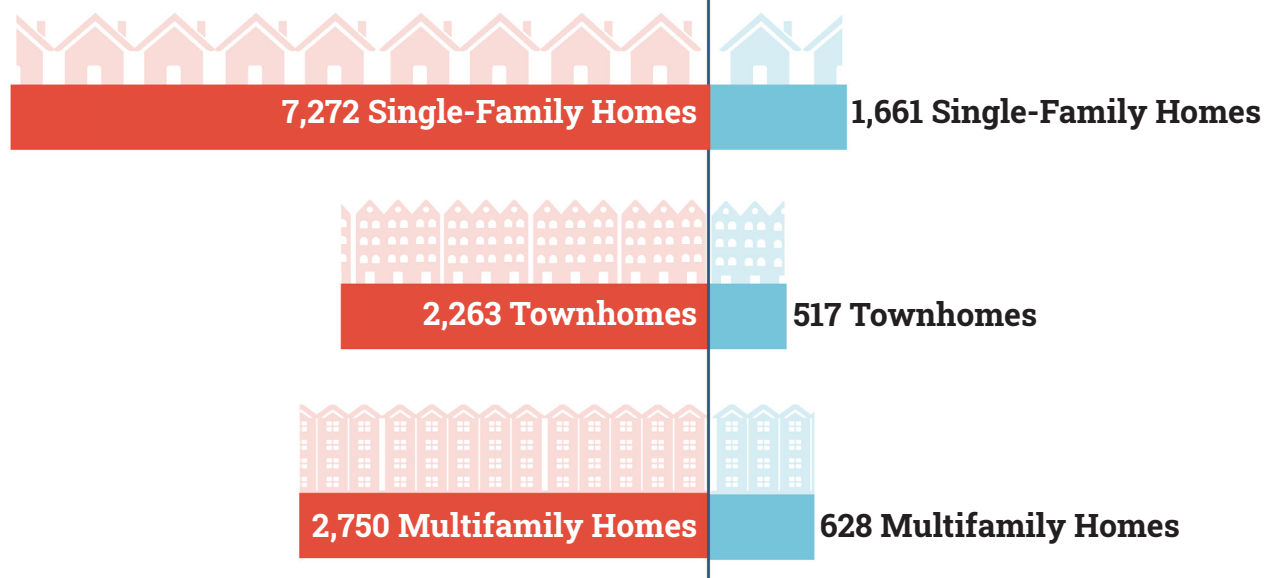 7,272 Single-Family Homes
1,661 Single-Family Homes
2,263 Townhomes
517 Townhomes
2,750 Multifamily Homes
628 Multifamily Homes